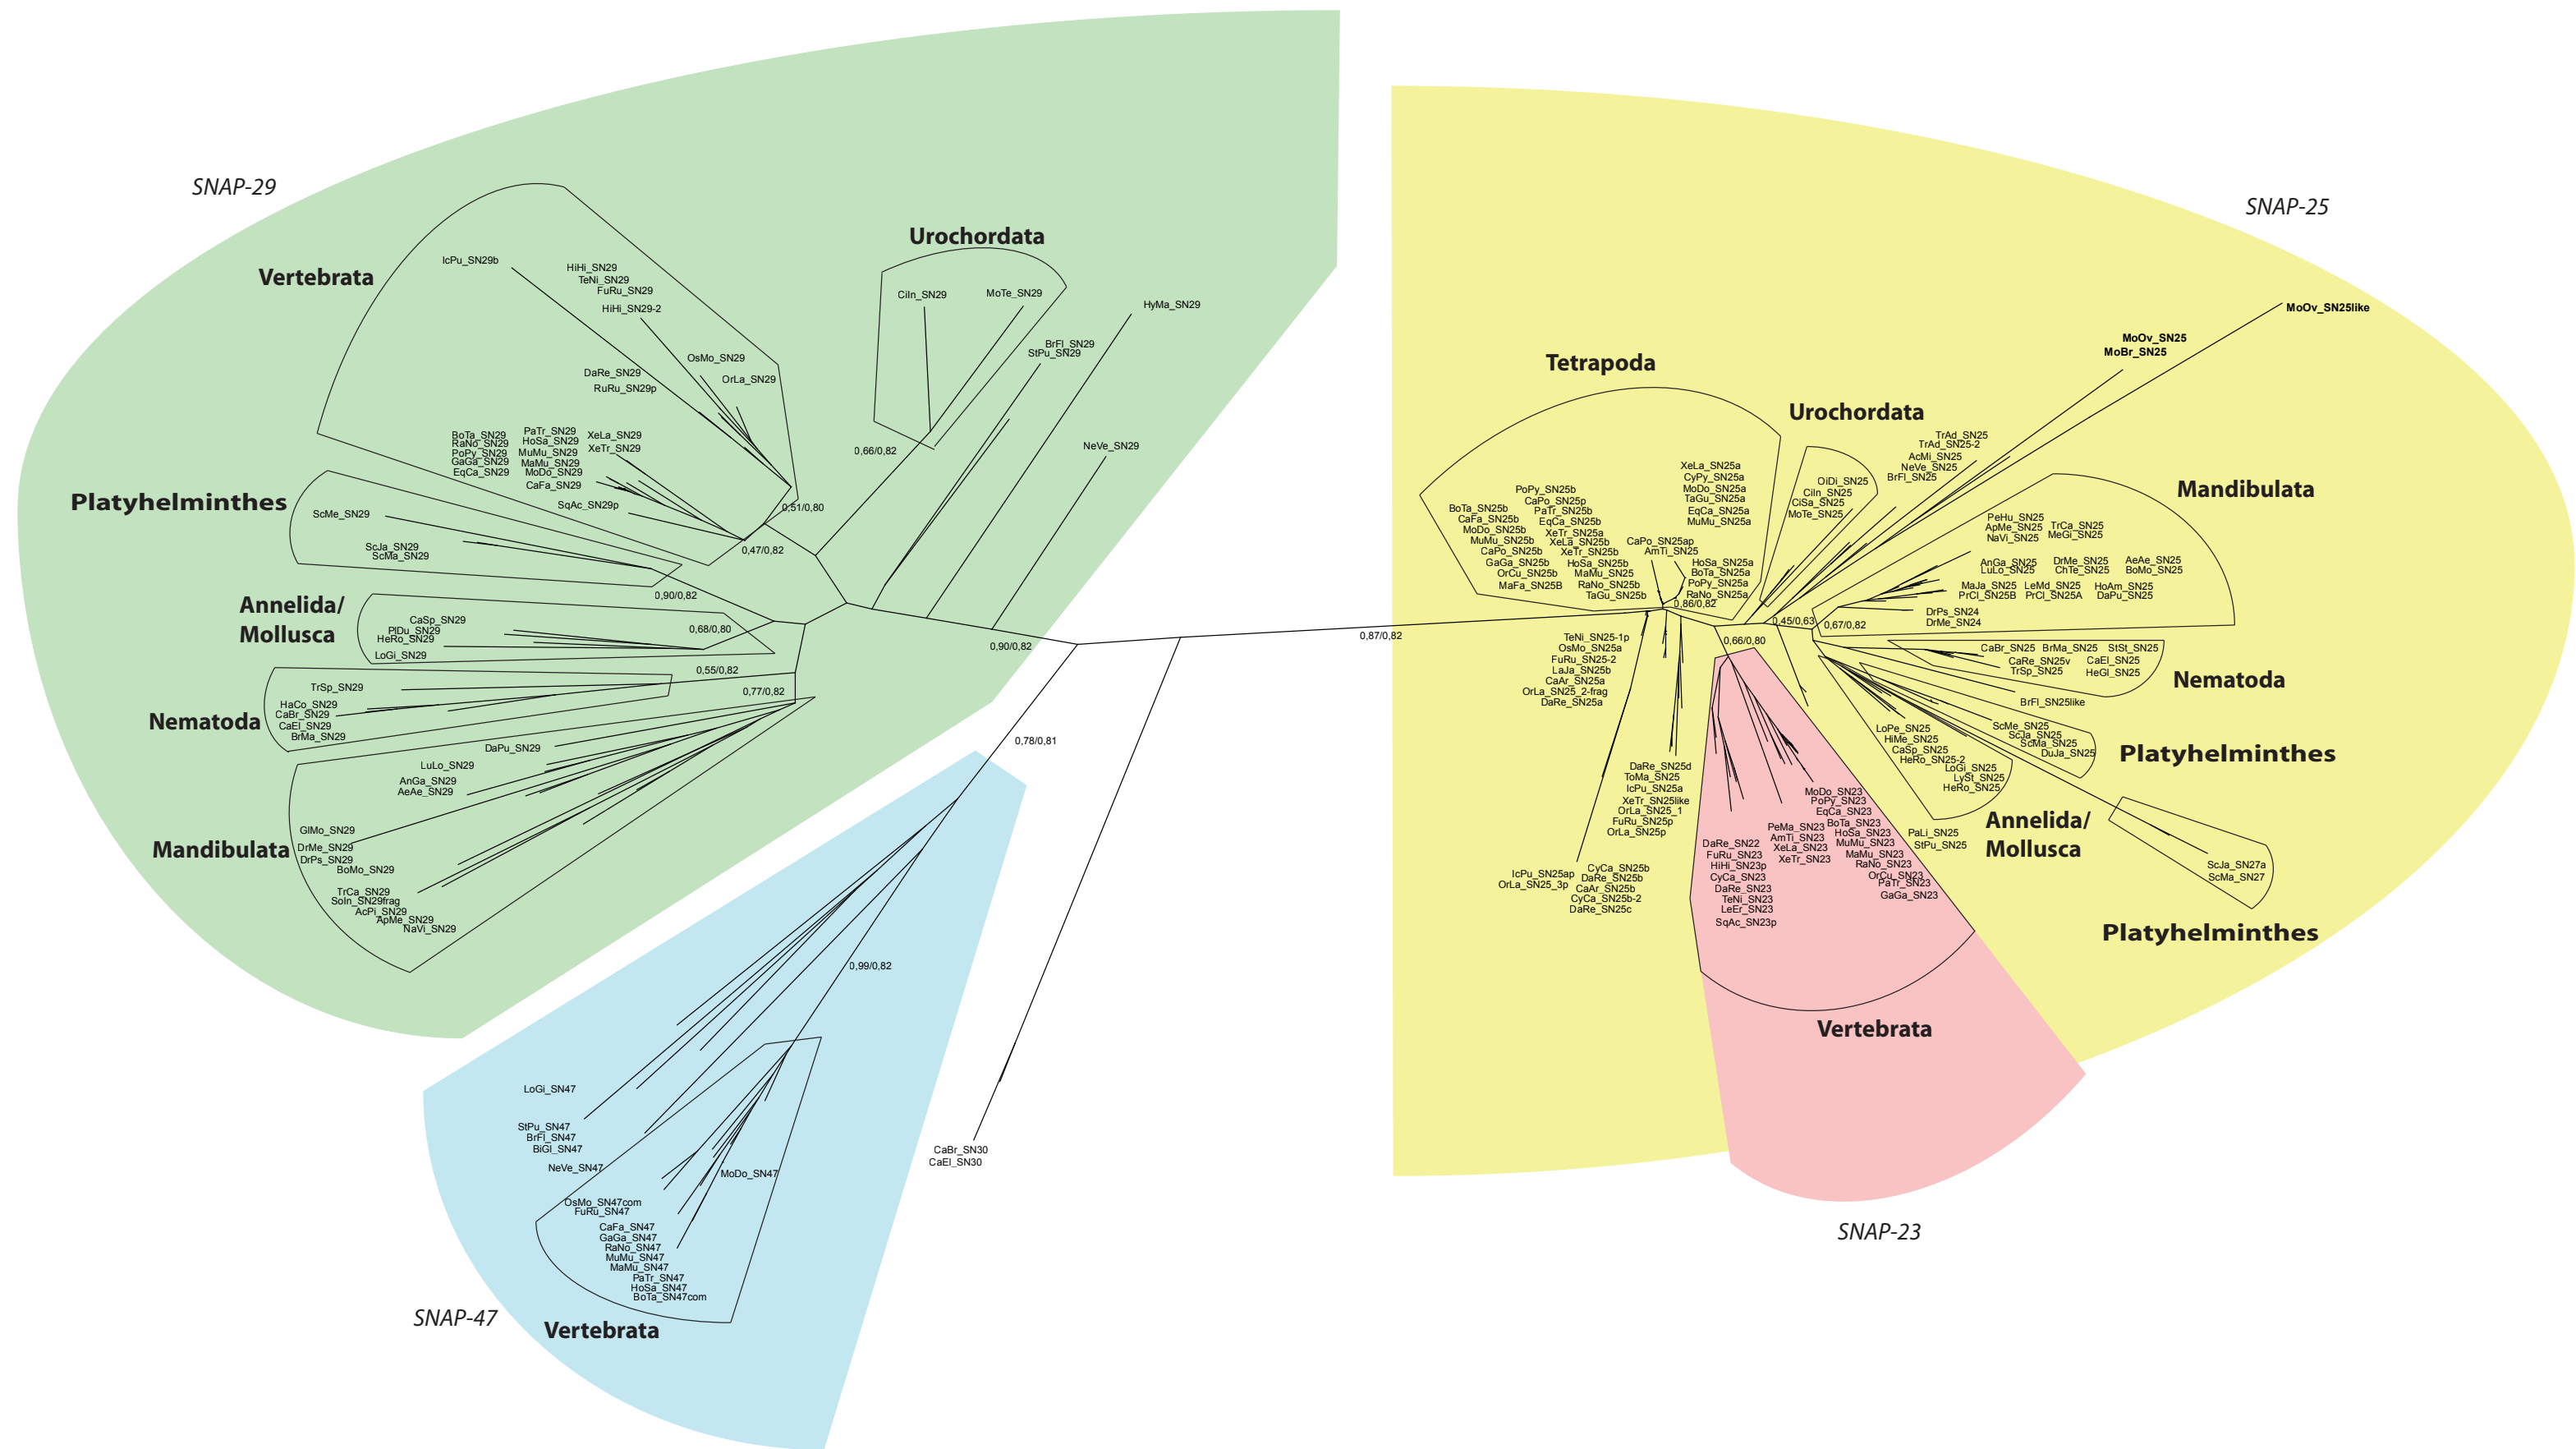 SNAP-29
Vertebrata
IcPu_SN29b
HiHi_SN29
TeNi_SN29
FuRu_SN29
HiHi_SN29-2
OsMo_SN29
OrLa_SN29
DaRe_SN29
RuRu_SN29p
BoTa_SN29
RaNo_SN29
PoPy_SN29
GaGa_SN29
EqCa_SN29
PaTr_SN29
HoSa_SN29
MuMu_SN29
MaMu_SN29
MoDo_SN29
CaFa_SN29
XeLa_SN29
XeTr_SN29
SqAc_SN29p
0,51/0,80
0,47/0,82
Urochordata
CiIn_SN29
MoTe_SN29
0,66/0,82
BrFl_SN29
StPu_SN29
HyMa_SN29
NeVe_SN29
Platyhelminthes
ScMe_SN29
ScJa_SN29
ScMa_SN29
0,90/0,82
Annelida/
Mollusca
CaSp_SN29
PlDu_SN29
HeRo_SN29
LoGi_SN29
0,68/0,80
0,55/0,82
0,77/0,82
Nematoda
TrSp_SN29
HaCo_SN29
CaBr_SN29
CaEl_SN29
BrMa_SN29
Mandibulata
DaPu_SN29
LuLo_SN29
AnGa_SN29
AeAe_SN29
GlMo_SN29
DrMe_SN29
DrPs_SN29
BoMo_SN29
TrCa_SN29
SoIn_SN29frag
AcPi_SN29
ApMe_SN29
NaVi_SN29
0,90/0,82
0,78/0,81
0,87/0,82
0,99/0,82
LoGi_SN47
StPu_SN47
BrFl_SN47
BiGl_SN47
NeVe_SN47
MoDo_SN47
OsMo_SN47com
FuRu_SN47
CaFa_SN47
GaGa_SN47
RaNo_SN47
MuMu_SN47
MaMu_SN47
PaTr_SN47
HoSa_SN47
BoTa_SN47com
SNAP-47
Vertebrata
CaBr_SN30
CaEl_SN30
SNAP-25
MoOv_SN25like
MoOv_SN25
MoBr_SN25
Tetrapoda
BoTa_SN25b
CaFa_SN25b
MoDo_SN25b
MuMu_SN25b
CaPo_SN25b
GaGa_SN25b
OrCu_SN25b
MaFa_SN25B
PoPy_SN25b
CaPo_SN25p
PaTr_SN25b
EqCa_SN25b
XeTr_SN25a
XeLa_SN25b
XeTr_SN25b
HoSa_SN25b
MaMu_SN25
RaNo_SN25b
TaGu_SN25b
XeLa_SN25a
CyPy_SN25a
MoDo_SN25a
TaGu_SN25a
EqCa_SN25a
MuMu_SN25a
CaPo_SN25ap
AmTi_SN25
HoSa_SN25a
BoTa_SN25a
PoPy_SN25a
RaNo_SN25a
0,86/0,82
Urochordata
OiDi_SN25
CiIn_SN25
CiSa_SN25
MoTe_SN25
TrAd_SN25
TrAd_SN25-2
AcMi_SN25
NeVe_SN25
BrFl_SN25
Mandibulata
PeHu_SN25
ApMe_SN25
NaVi_SN25
TrCa_SN25
MeGi_SN25
AnGa_SN25
LuLo_SN25
DrMe_SN25
ChTe_SN25
AeAe_SN25
BoMo_SN25
MaJa_SN25
PrCl_SN25B
LeMd_SN25
PrCl_SN25A
HoAm_SN25
DaPu_SN25
DrPs_SN24
DrMe_SN24
0,45/0,63
0,67/0,82
0,66/0,80
Nematoda
CaBr_SN25
BrMa_SN25
StSt_SN25
CaRe_SN25v
CaEl_SN25
TrSp_SN25
HeGl_SN25
BrFl_SN25like
Platyhelminthes
ScMe_SN25
ScJa_SN25
ScMa_SN25
DuJa_SN25
Annelida/
Mollusca
LoPe_SN25
HiMe_SN25
CaSp_SN25
HeRo_SN25-2
LoGi_SN25
LySt_SN25
HeRo_SN25
PaLi_SN25
StPu_SN25
ScJa_SN27a
ScMa_SN27
Platyhelminthes
TeNi_SN25-1p
OsMo_SN25a
FuRu_SN25-2
LaJa_SN25b
CaAr_SN25a
OrLa_SN25_2-frag
DaRe_SN25a
DaRe_SN25d
ToMa_SN25
IcPu_SN25a
XeTr_SN25like
OrLa_SN25_1
FuRu_SN25p
OrLa_SN25p
IcPu_SN25ap
OrLa_SN25_3p
CyCa_SN25b
DaRe_SN25b
CaAr_SN25b
CyCa_SN25b-2
DaRe_SN25c
DaRe_SN22
FuRu_SN23
HiHi_SN23p
CyCa_SN23
DaRe_SN23
TeNi_SN23
LeEr_SN23
SqAc_SN23p
PeMa_SN23
AmTi_SN23
XeLa_SN23
XeTr_SN23
MoDo_SN23
PoPy_SN23
EqCa_SN23
BoTa_SN23
HoSa_SN23
MuMu_SN23
MaMu_SN23
RaNo_SN23
OrCu_SN23
PaTr_SN23
GaGa_SN23
Vertebrata
SNAP-23